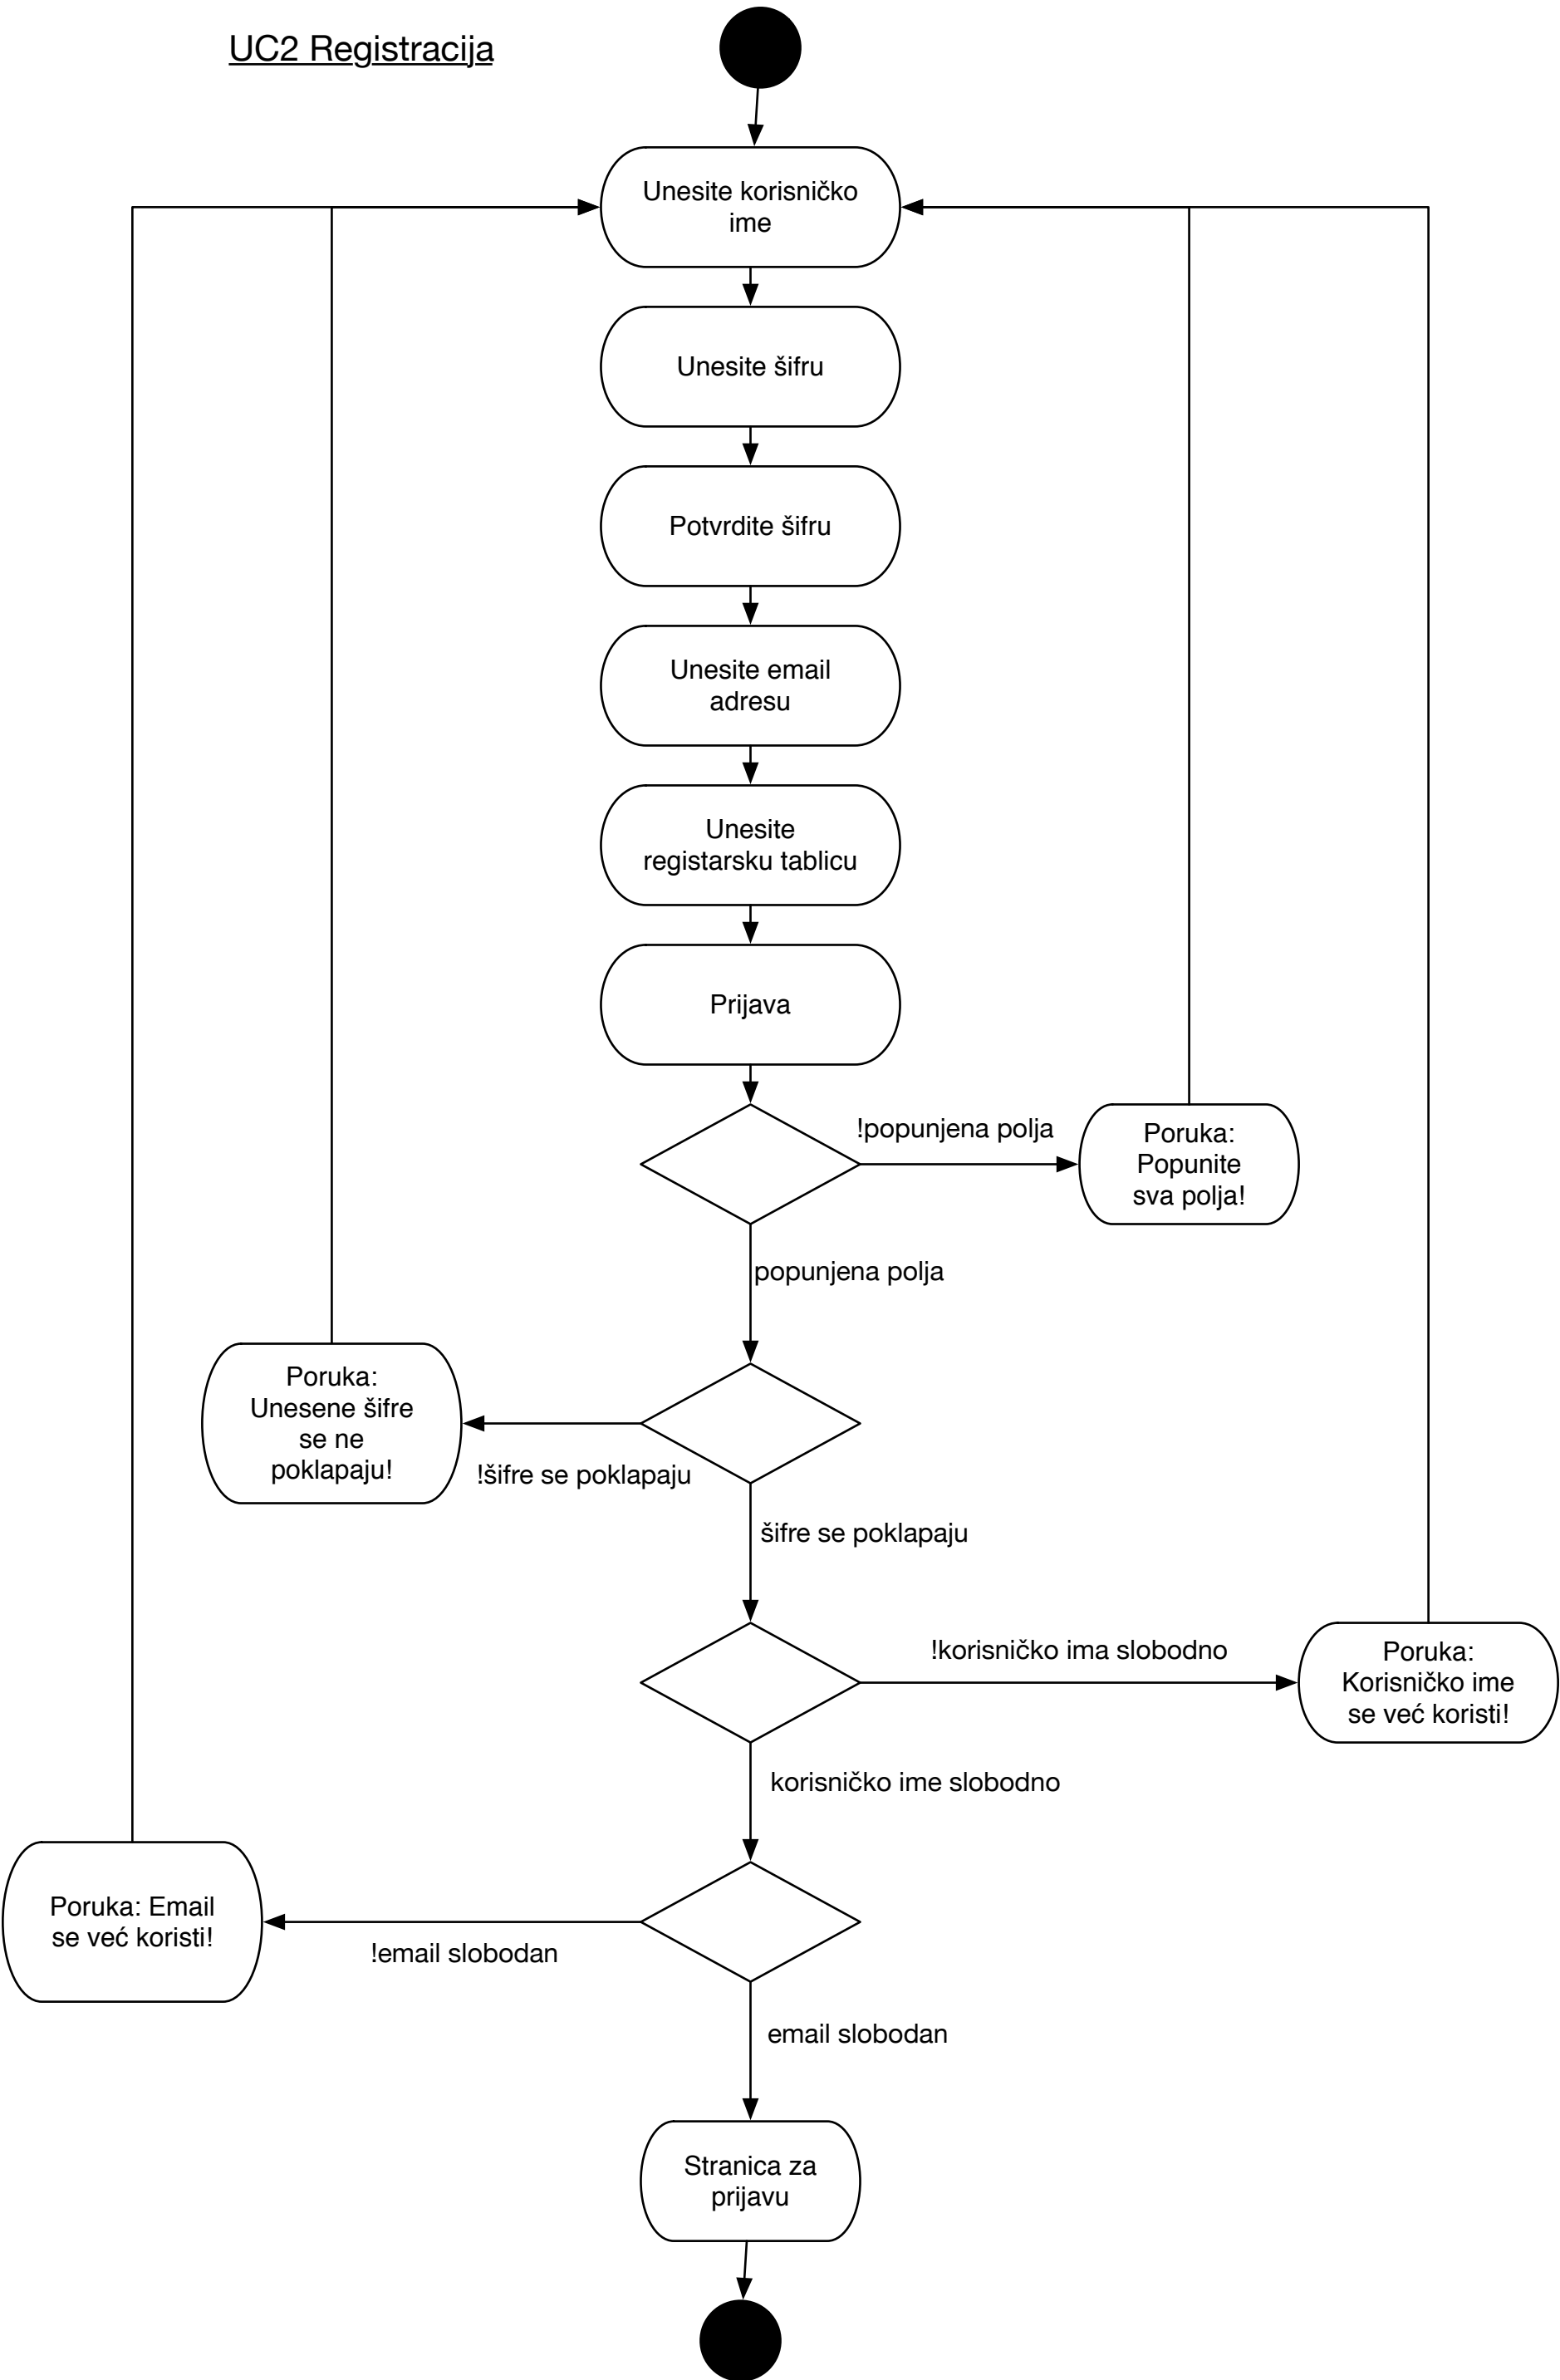 UC2 Registracija
Unesite korisničko
ime
Unesite šifru
Potvrdite šifru
Unesite email
adresu
Unesite
registarsku tablicu
Prijava
!popunjena polja
Poruka:
Popunite
sva polja!
popunjena polja
Poruka:
Unesene šifre
se ne
poklapaju!
!šifre se poklapaju
šifre se poklapaju
!korisničko ima slobodno
Poruka:
Korisničko ime
se već koristi!
korisničko ime slobodno
Poruka: Email
se već koristi!
!email slobodan
email slobodan
Stranica za
prijavu